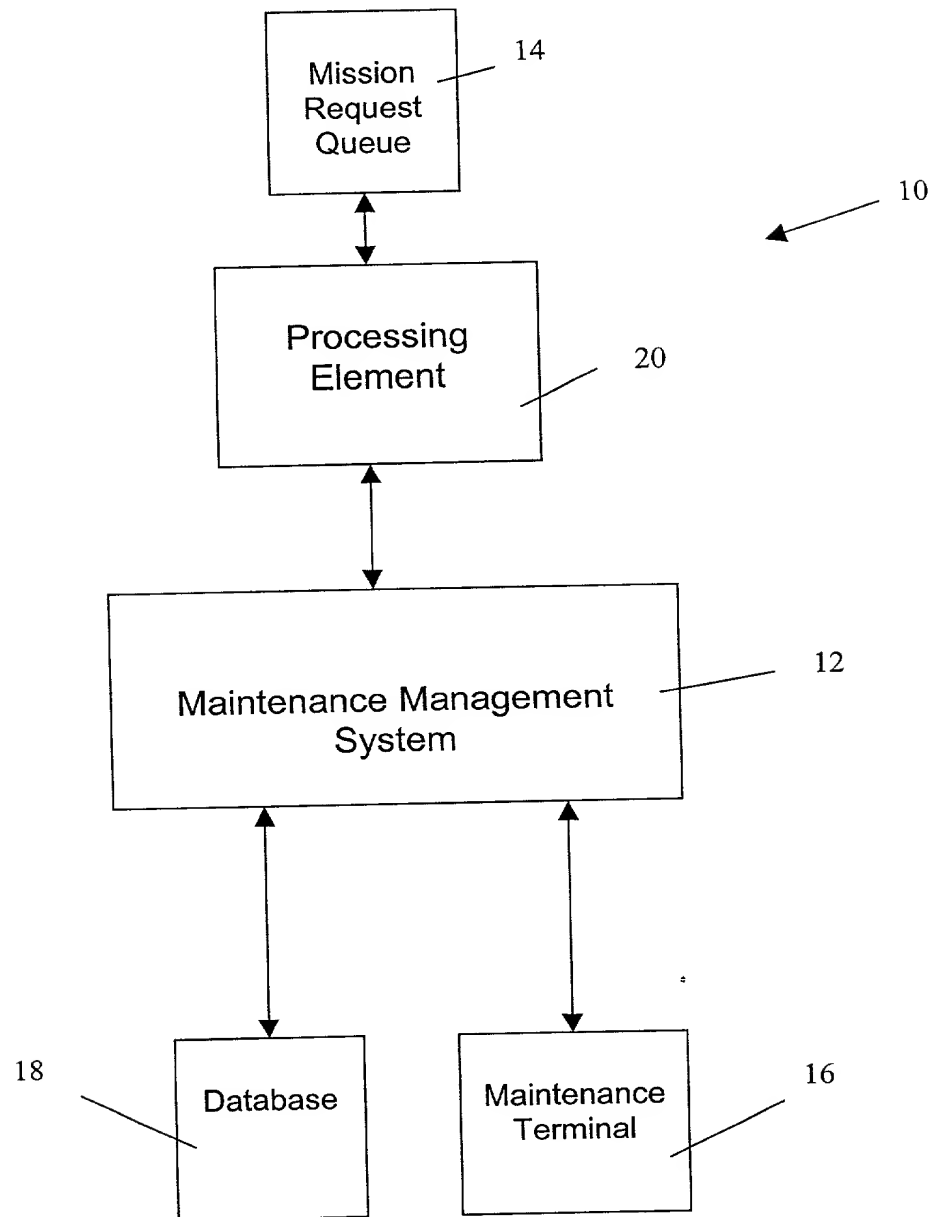 Mission
Request
Queue
14
10
Processing
Element
20
12
Maintenance Management
System
18
Database
Maintenance
Terminal
16